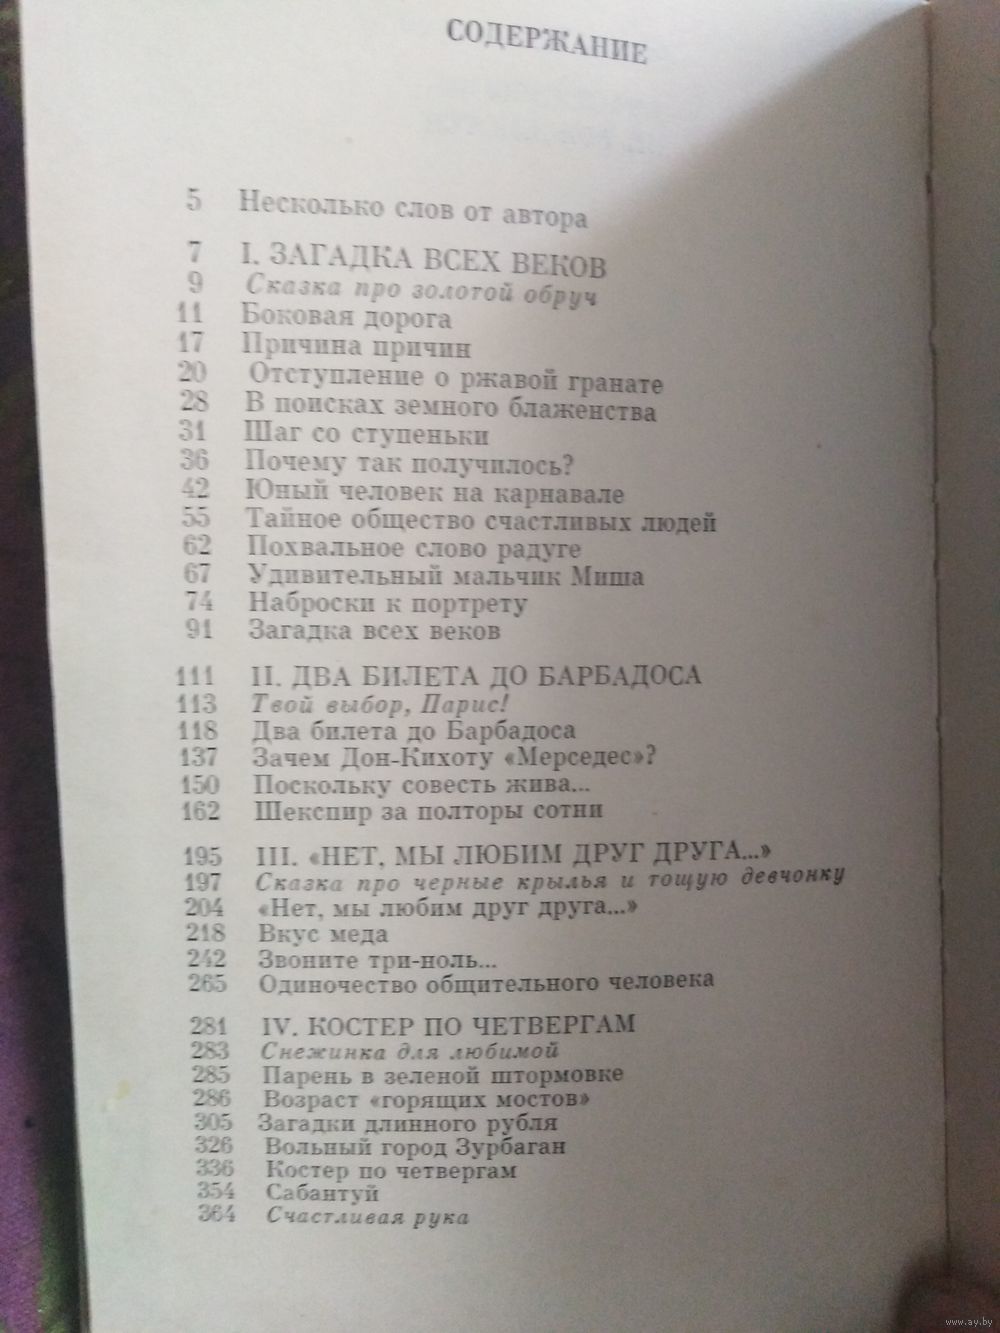 СОДЕРЖАНИЕ
5 Несколько слов от автора
7 I. ЗАГАДКА ВСЕХ ВЕКОВ
9 Сказка про золотой обруч
11 Боковая дорога
17 Причина причин
20 Отступление о ржавой гранате
28 В поисках земного блаженства
31 Шаг со ступеньки
36 Почему так получилось?
42 Юный человек на карнавале
55 Тайное общество счастливых людей
62 Похвальное слово радуге
67 Удивительный мальчик Миша
74 Наброски к портрету
91 Загадка всех веков
111 II. ДВА БИЛЕТА ДО БАРБАДОСА
113 Твой выбор, Парис!
118 Два билета до Барбадоса
137 Зачем Дон-Кихоту «Мерседес»?
150 Поскольку совесть жива...
162 Шекспир за полторы сотни
195 III. «НЕТ, МЫ ЛЮБИМ ДРУГ ДРУГА...»
197 Сказка про черные крылья и тощую девчонку
204 «Нет, мы любим друг друга...»
218 Вкус меда
242 Звоните три-ноль...
265 Одиночество общительного человека
281 IV. КОСТЕР ПО ЧЕТВЕРГАМ
283 Снежинка для любимой
285 Парень в зеленой штормовке
286 Возраст «горящих мостов»
305 Загадки длинного рубля
326 Вольный город Зурбаган
336 Костер по четвергам
354 Сабантуй
364 Счастливая рука
www.ay.by